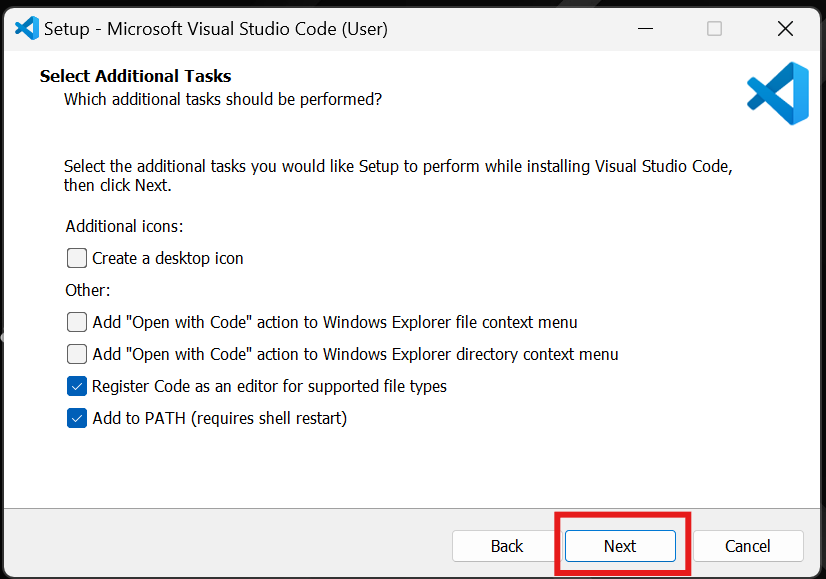 Setup - Microsoft Visual Studio Code (User)
Select Additional Tasks
Which additional tasks should be performed?
Select the additional tasks you would like Setup to perform while installing Visual Studio Code,
then click Next.
Additional icons:
Create a desktop icon
Other:
Add "Open with Code" action to Windows Explorer file context menu
Add "Open with Code" action to Windows Explorer directory context menu
Register Code as an editor for supported file types
Add to PATH (requires shell restart)
Back Next Cancel